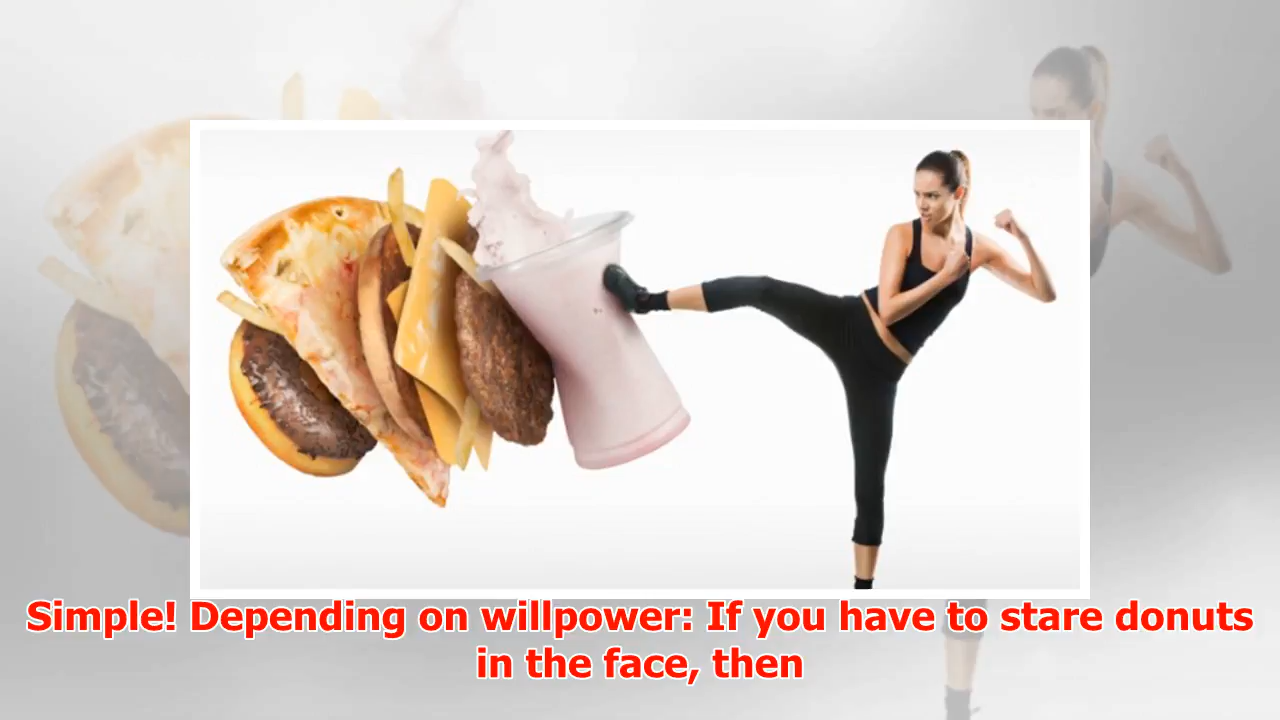 Simple! Depending on willpower: If you have to stare donuts
in the face, then